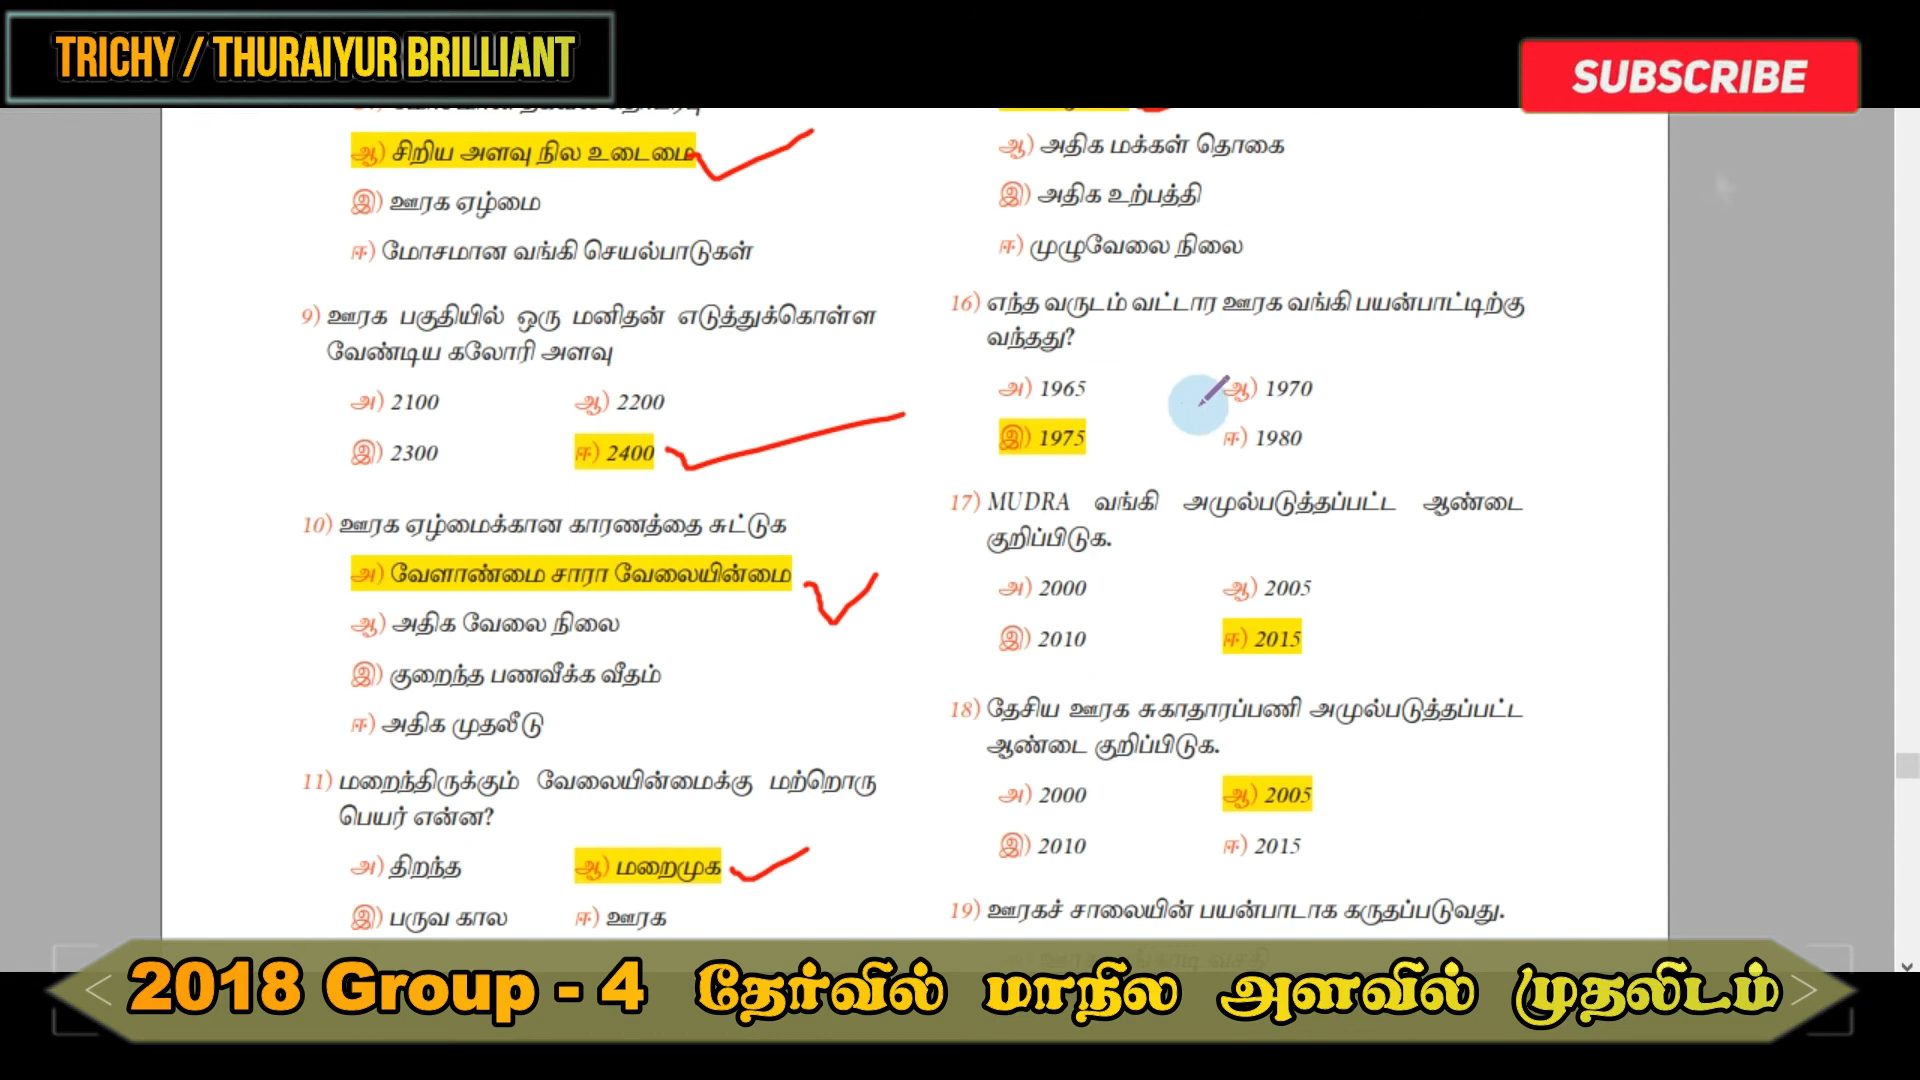 TRICHY / THURAIYUR BRILLIANT
SUBSCRIBE
ஆ) சிறிய அளவு நில உடைமை
இ) ஊரக ஏழ்மை
ஈ) மோசமான வங்கி செயல்பாடுகள்
9) ஊரக பகுதியில் ஒரு மனிதன் எடுத்துக்கொள்ள
வேண்டிய கலோரி அளவு
அ) 2100 ஆ) 2200
இ) 2300 ஈ) 2400
10) ஊரக ஏழ்மைக்கான காரணத்தை சுட்டுக
அ) வேளாண்மை சாரா வேலையின்மை
ஆ) அதிக வேலை நிலை
இ) குறைந்த பணவீக்க வீதம்
ஈ) அதிக முதலீடு
11) மறைந்திருக்கும் வேலையின்மைக்கு மற்றொரு
பெயர் என்ன?
அ) திறந்த ஆ) மறைமுக
இ) பருவ கால ஈ) ஊரக
ஆ) அதிக மக்கள் தொகை
இ) அதிக உற்பத்தி
ஈ) முழுவேலை நிலை
16) எந்த வருடம் வட்டார ஊரக வங்கி பயன்பாட்டிற்கு
வந்தது?
அ) 1965 ஆ) 1970
இ) 1975 ஈ) 1980
17) MUDRA வங்கி அமுல்படுத்தப்பட்ட ஆண்டை
குறிப்பிடுக.
அ) 2000 ஆ) 2005
இ) 2010 ஈ) 2015
18) தேசிய ஊரக சுகாதாரப்பணி அமுல்படுத்தப்பட்ட
ஆண்டை குறிப்பிடுக.
அ) 2000 ஆ) 2005
இ) 2010 ஈ) 2015
19) ஊரகச் சாலையின் பயன்பாடாக கருதப்படுவது.
2018 Group - 4 தேர்வில் மாநில அளவில் முதலிடம்